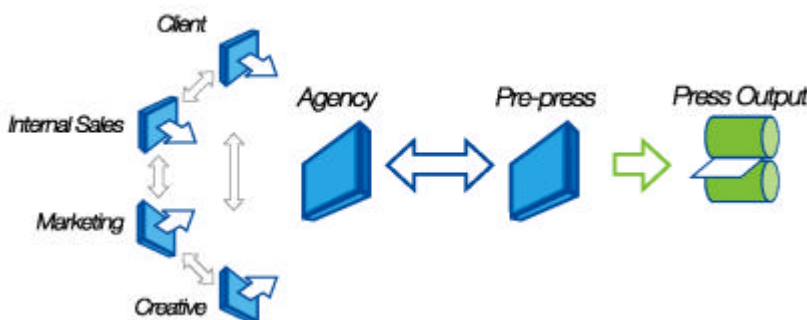 Client
Agency
Pre-press
Press Output
Internal Sales
Marketing
Creative